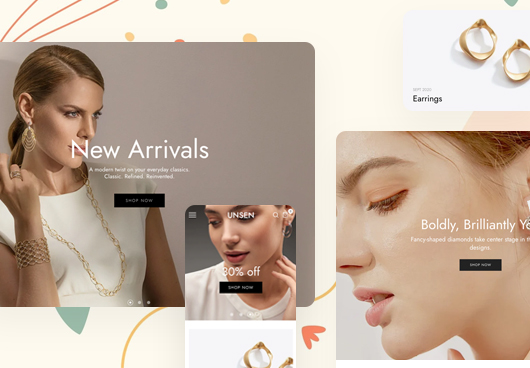 New Arrivals
A modern twist on your everyday classics.
Classic. Refined. Reinvented.
SHOP NOW
UNSEN
30% off
SHOP NOW
SEPT 2020
Earrings
Boldly, Brilliantly Yo
Fancy-shaped diamonds take center stage in th
designs
SHOP NOW